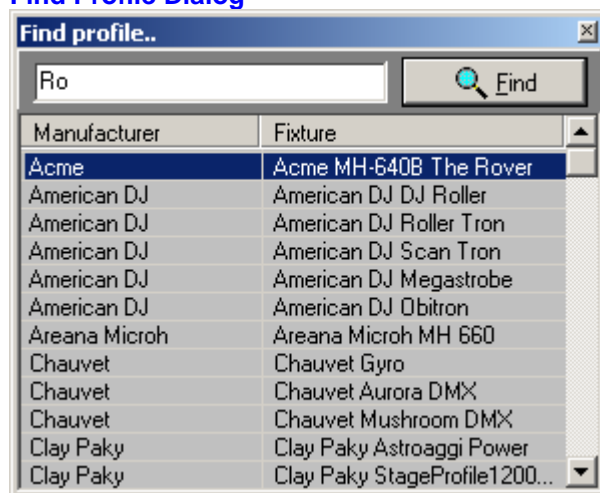 Find Profile Dialog
Find profile..
Ro Find
Manufacturer Fixture
Acme Acme MH-640B The Rover
American DJ American DJ DJ Roller
American DJ American DJ Roller Tron
American DJ American DJ Scan Tron
American DJ American DJ Megastrobe
American DJ American DJ Obitron
Areana Microh Areana Microh MH 660
Chauvet Chauvet Gyro
Chauvet Chauvet Aurora DMX
Chauvet Chauvet Mushroom DMX
Clay Paky Clay Paky Astroaggi Power
Clay Paky Clay Paky StageProfile1200...